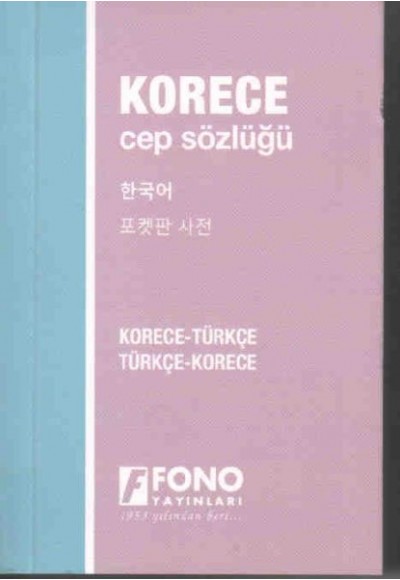 KORECE
cep sözlüğü
한국어
포켓판 사전
KORECE-TÜRKÇE
TÜRKÇE-KORECE
FONO
YAYINLARI
1953 yılından beri...